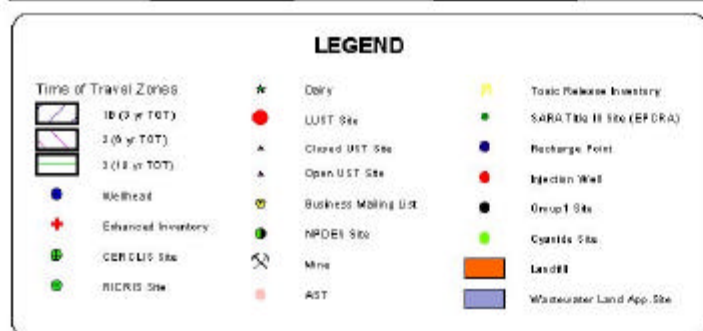 LEGEND
Time of Travel Zones
1B (3 yr TOT)
2 (6 yr TOT)
3 (10 yr TOT)
Wellhead
Enhanced Inventory
CERCLIS Site
RICRIS Site
Dairy
LUST Site
Closed UST Site
Open UST Site
Business Mailing List
NPDES Site
Mine
AST
Toxic Release Inventory
SARA Title III Site (EPCRA)
Recharge Point
Injection Well
Group1 Site
Cyanide Site
Landfill
Wastewater Land App. Site